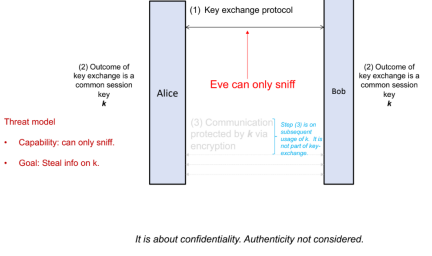 (1) Key exchange protocol
(2) Outcome of
key exchange is a
common session
key
k
Alice
Eve can only sniff
Bob
(2) Outcome of
key exchange is a
common session
key
k
(3) Communication
protected by k via
encryption
Step (3) is on
subsequent
usage of k. It is
not part of key-
exchange.
Threat model
• Capability: can only sniff.
• Goal: Steal info on k.
It is about confidentiality. Authenticity not considered.